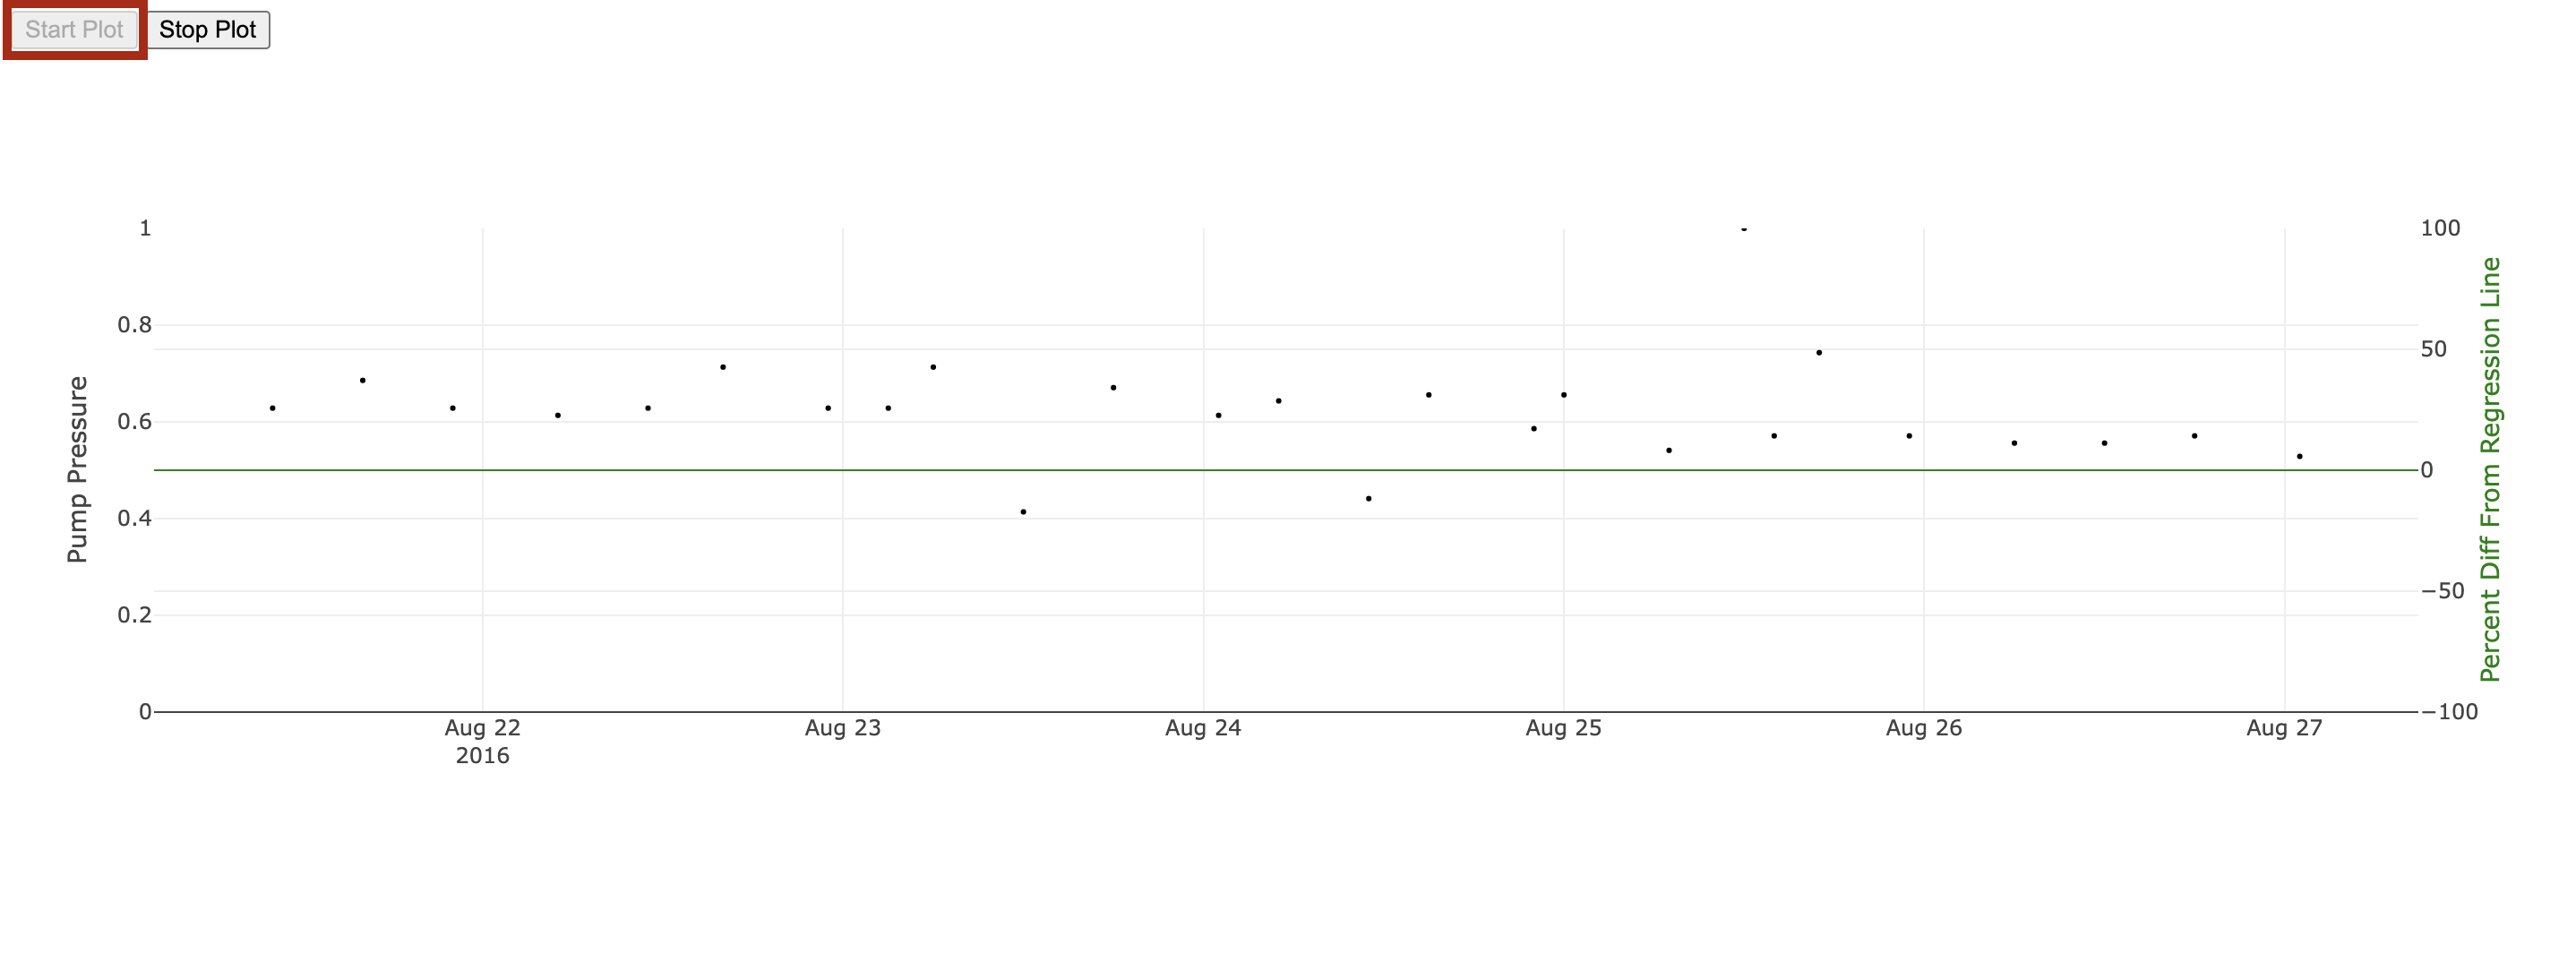 Start Plot Stop Plot
1 100
0.8
50
0.6
0
0.4
−50
0.2
0 −100
Pump Pressure
Percent Diff From Regression Line
Aug 22 Aug 23 Aug 24 Aug 25 Aug 26 Aug 27
2016